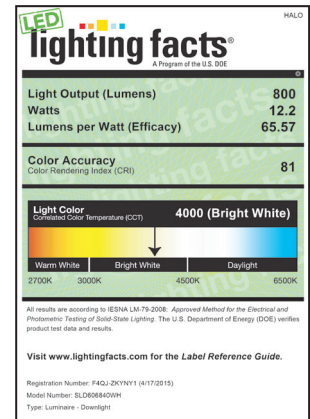 HALO
LED
lighting facts®
A Program of the U.S. DOE
Light Output (Lumens) 800
Watts 12.2
Lumens per Watt (Efficacy) 65.57
Color Accuracy 81
Color Rendering Index (CRI)
Light Color
Correlated Color Temperature (CCT) 4000 (Bright White)
Warm White Bright White Daylight
2700K 3000K 4500K 6500K
All results are according to IESNA LM-79-2008: Approved Method for the Electrical and
Photometric Testing of Solid-State Lighting. The U.S. Department of Energy (DOE) verifies
product test data and results.
Visit www.lightingfacts.com for the Label Reference Guide.
Registration Number: F4QJ-ZKYNY1 (4/17/2015)
Model Number: SLD606840WH
Type: Luminaire - Downlight